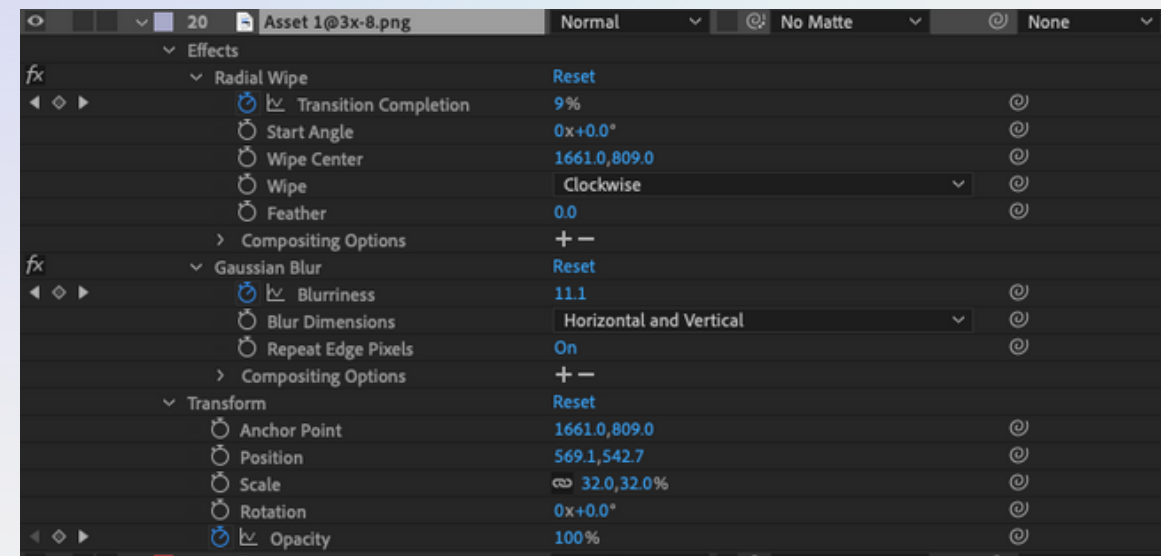 20 Asset 1@3x-8.png Normal No Matte None
Effects
fx Radial Wipe Reset
Transition Completion 9%
Start Angle 0x+0.0°
Wipe Center 1661.0,809.0
Wipe Clockwise
Feather 0.0
Compositing Options +−
fx Gaussian Blur Reset
Blurriness 11.1
Blur Dimensions Horizontal and Vertical
Repeat Edge Pixels On
Compositing Options +−
Transform Reset
Anchor Point 1661.0,809.0
Position 569.1,542.7
Scale 32.0,32.0%
Rotation 0x+0.0°
Opacity 100%